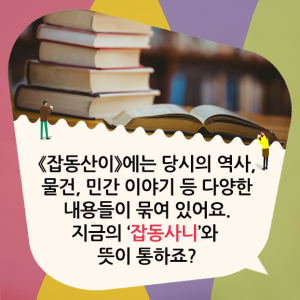 《잡동산이》에는 당시의 역사,
물건, 민간 이야기 등 다양한
내용들이 묶여 있어요.
지금의 ‘잡동사니’와
뜻이 통하죠?